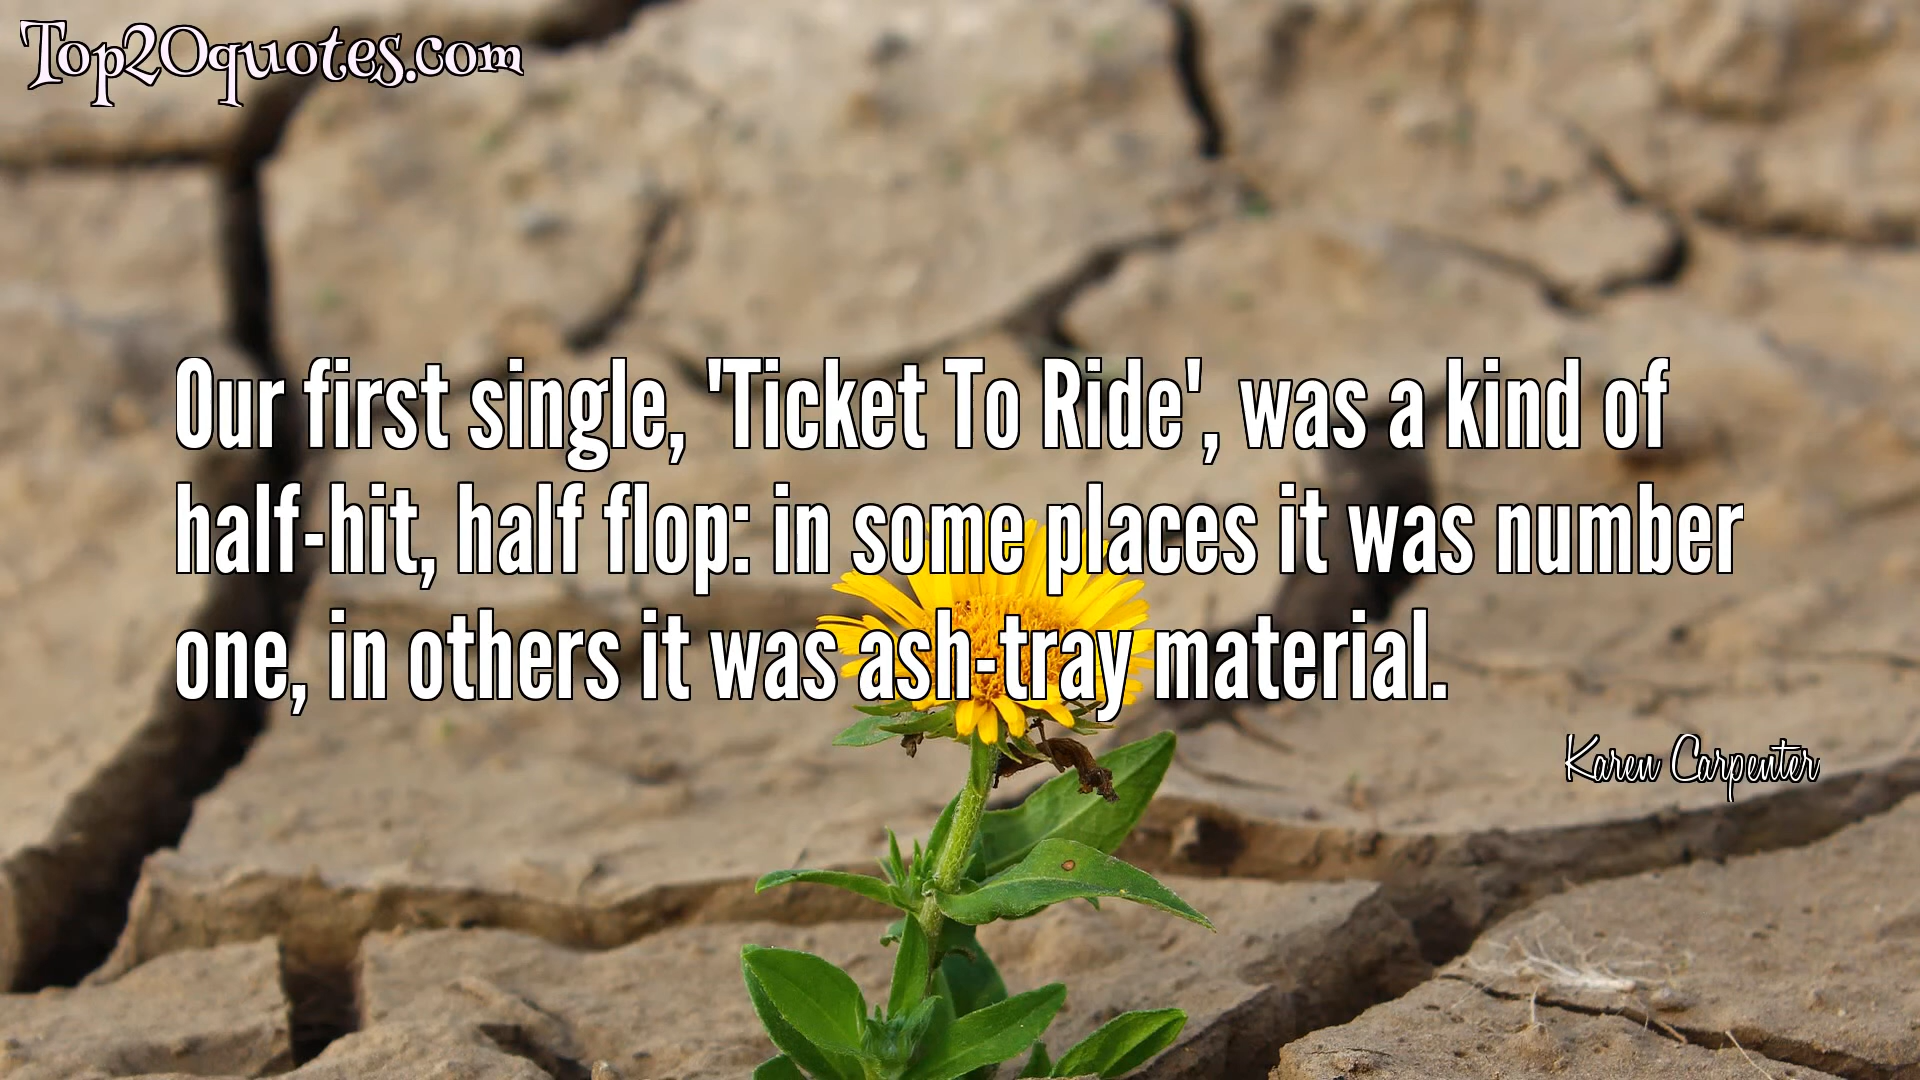 Top20quotes.com
Our first single, 'Ticket To Ride', was a kind of
half-hit, half flop: in some places it was number
one, in others it was ash-tray material.
Karen Carpenter